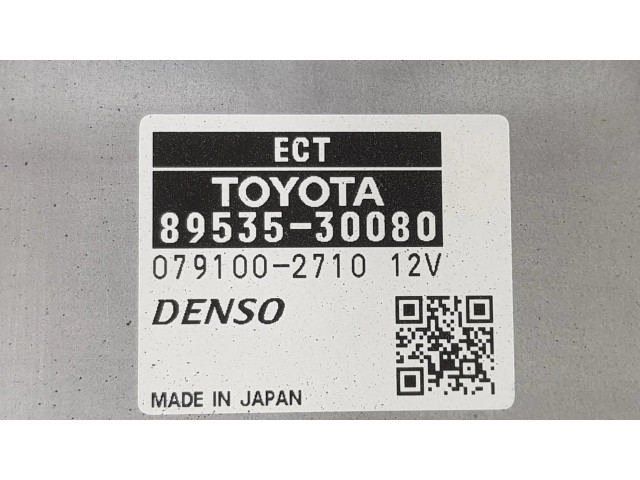 ECT
TOYOTA
89535-30080
079100-2710 12V
DENSO
MADE IN JAPAN